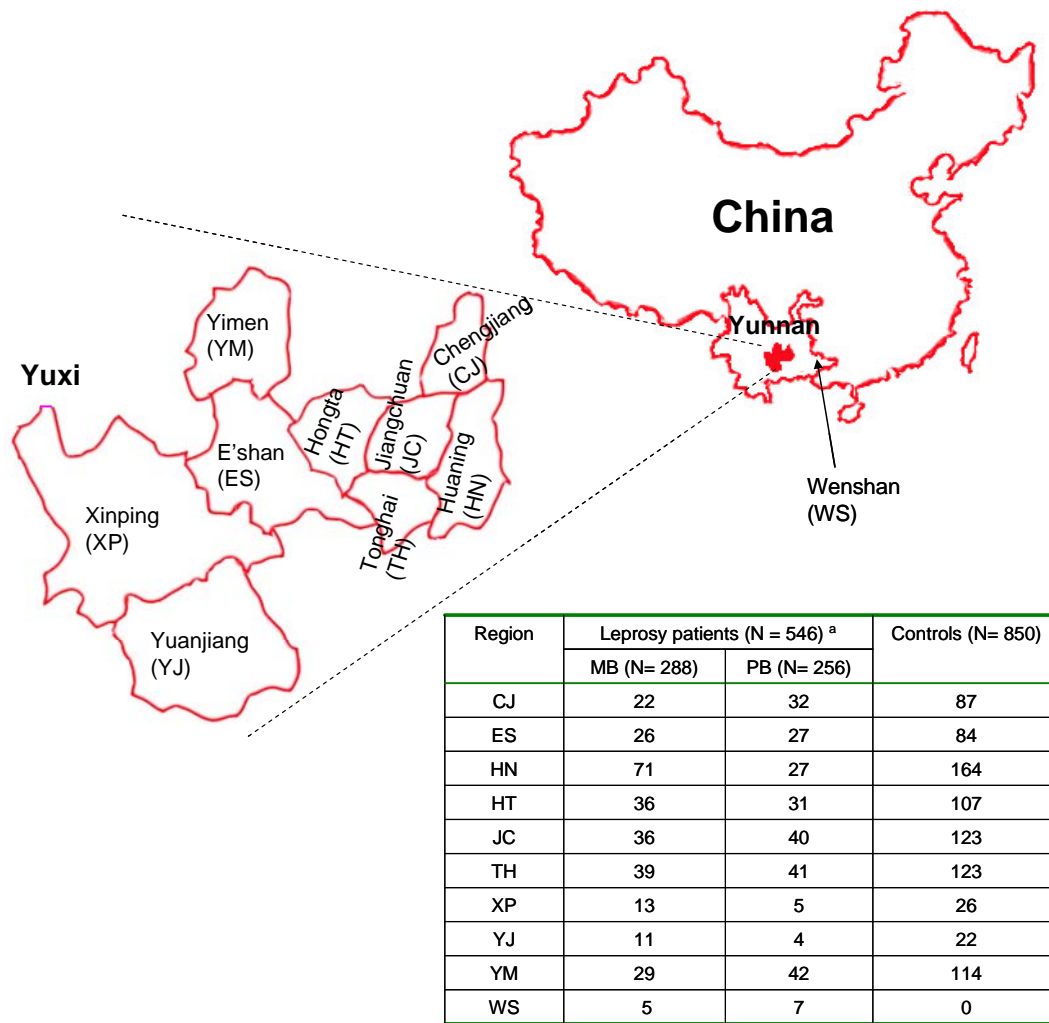 China
Yunnan
Wenshan
(WS)
Yuxi
Yimen
(YM)
Chengjiang
(CJ)
Hongta
(HT)
Jiangchuan
(JC)
Huaning
(HN)
E'shan
(ES)
Tonghai
(TH)
Xinping
(XP)
Yuanjiang
(YJ)
Region Leprosy patients (N = 546) a Controls (N= 850)
MB (N= 288) PB (N= 256)
CJ 22 32 87
ES 26 27 84
HN 71 27 164
HT 36 31 107
JC 36 40 123
TH 39 41 123
XP 13 5 26
YJ 11 4 22
YM 29 42 114
WS 5 7 0